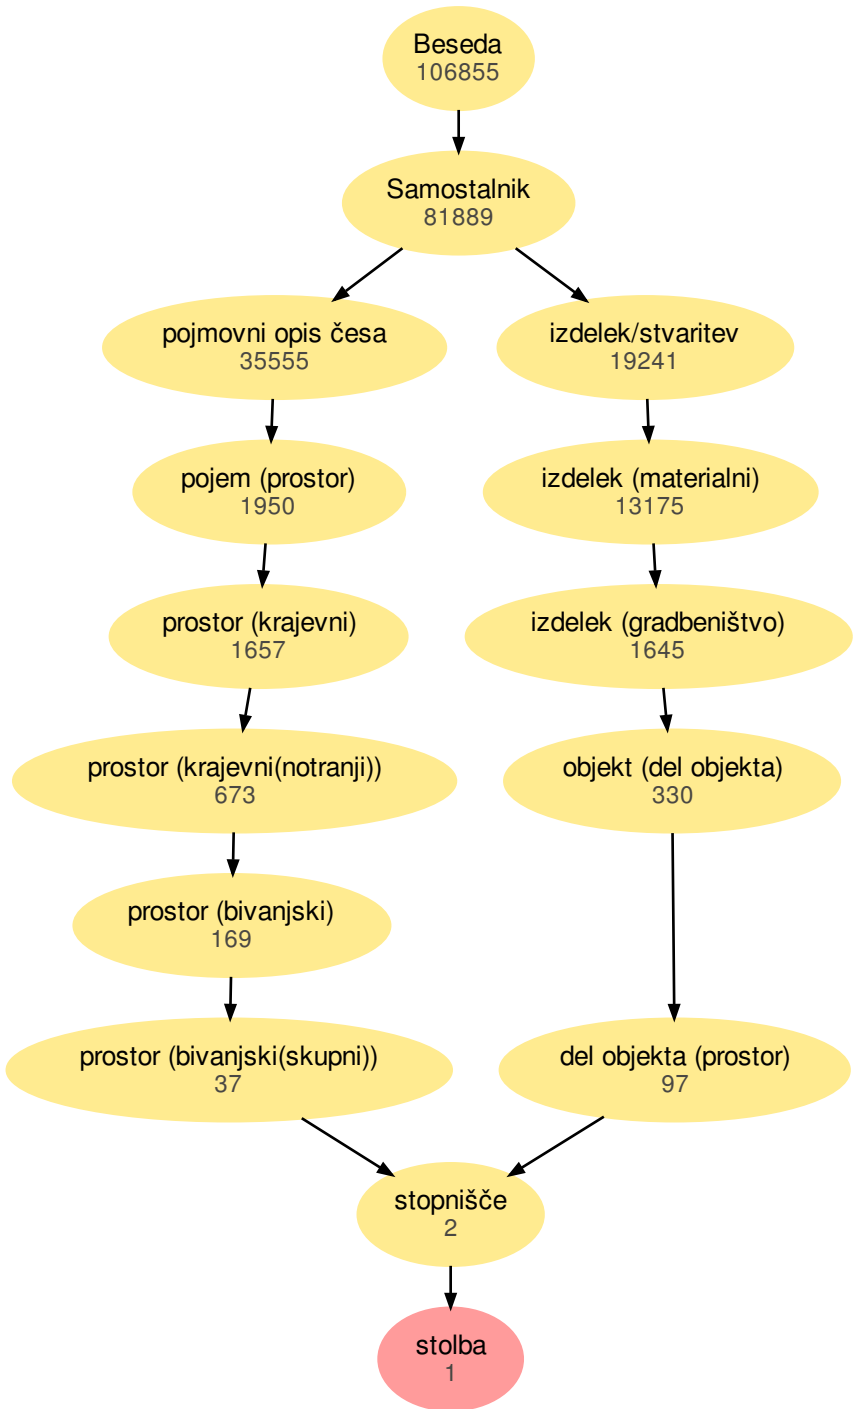 Beseda
106855
Samostalnik
81889
pojmovni opis česa
35555
izdelek/stvaritev
19241
pojem (prostor)
1950
izdelek (materialni)
13175
prostor (krajevni)
1657
izdelek (gradbeništvo)
1645
prostor (krajevni(notranji))
673
objekt (del objekta)
330
prostor (bivanjski)
169
prostor (bivanjski(skupni))
37
del objekta (prostor)
97
stopnišče
2
stolba
1